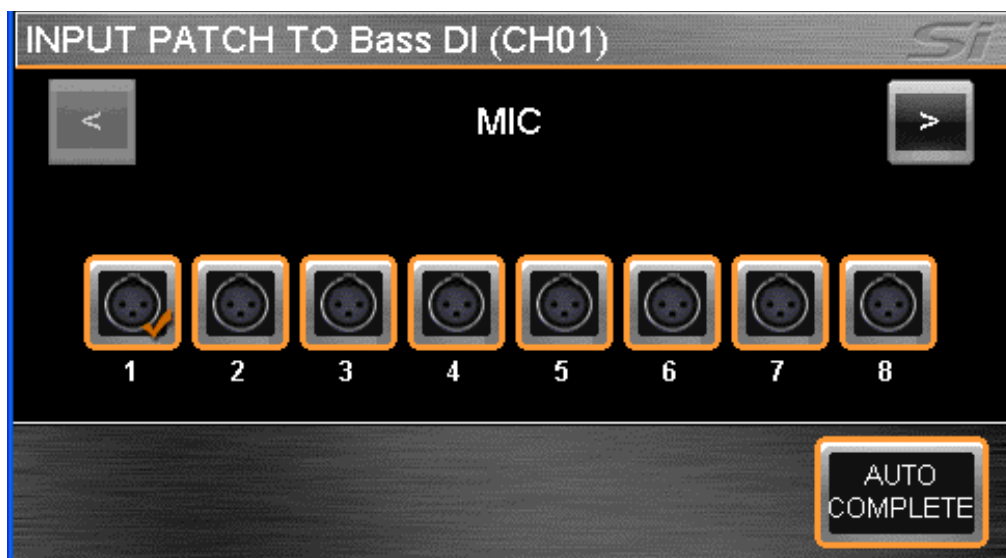 INPUT PATCH TO Bass DI (CH01)
Si
<
MIC
>
1 2 3 4 5 6 7 8
AUTO
COMPLETE